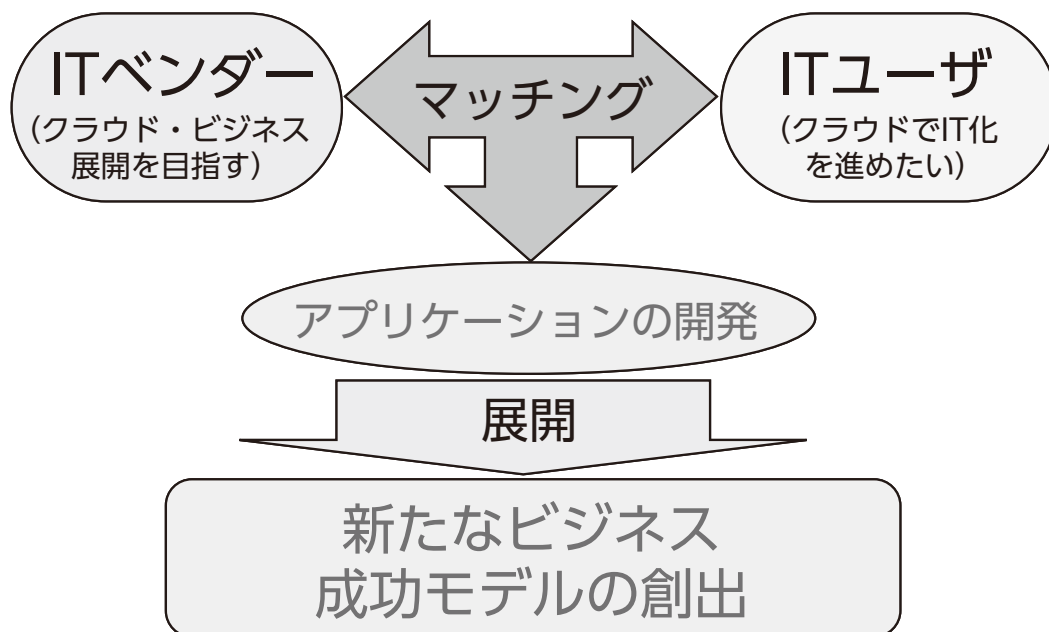 ITベンダー
(クラウド・ビジネス
展開を目指す)
マッチング
ITユーザ
(クラウドでIT化
を進めたい)
アプリケーションの開発
展開
新たなビジネス
成功モデルの創出